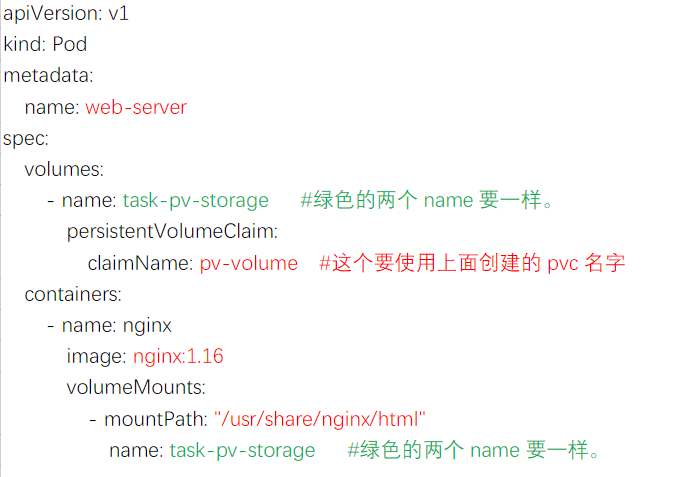 apiVersion: v1
kind: Pod
metadata:
  name: web-server
spec:
  volumes:
    - name: task-pv-storage #绿色的两个 name 要一样。
      persistentVolumeClaim:
        claimName: pv-volume #这个要使用上面创建的 pvc 名字
  containers:
    - name: nginx
      image: nginx:1.16
      volumeMounts:
        - mountPath: "/usr/share/nginx/html"
          name: task-pv-storage #绿色的两个 name 要一样。